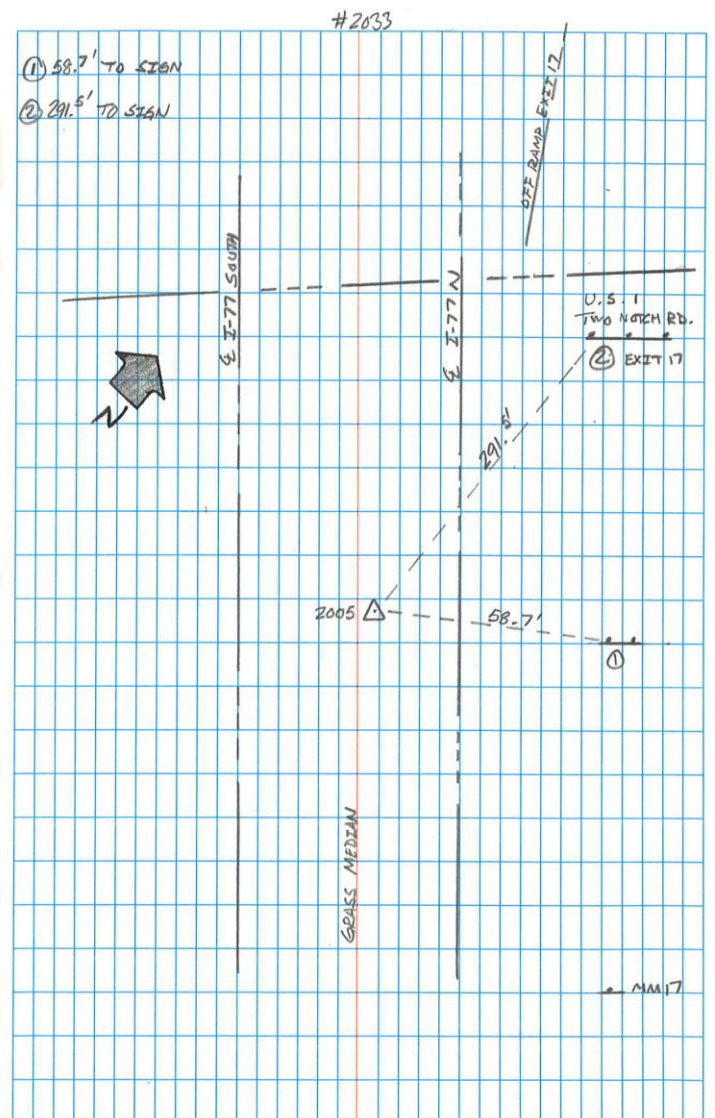 #2033
① 58.7' TO SIGN
② 291.5' TO SIGN
OFF RAMP EXIT 17
℄ I-77 SOUTH
℄ I-77 N
U.S. 1
TWO NOTCH RD.
② EXIT 17
N
291.5'
2005
58.7'
①
GRASS MEDIAN
MM17